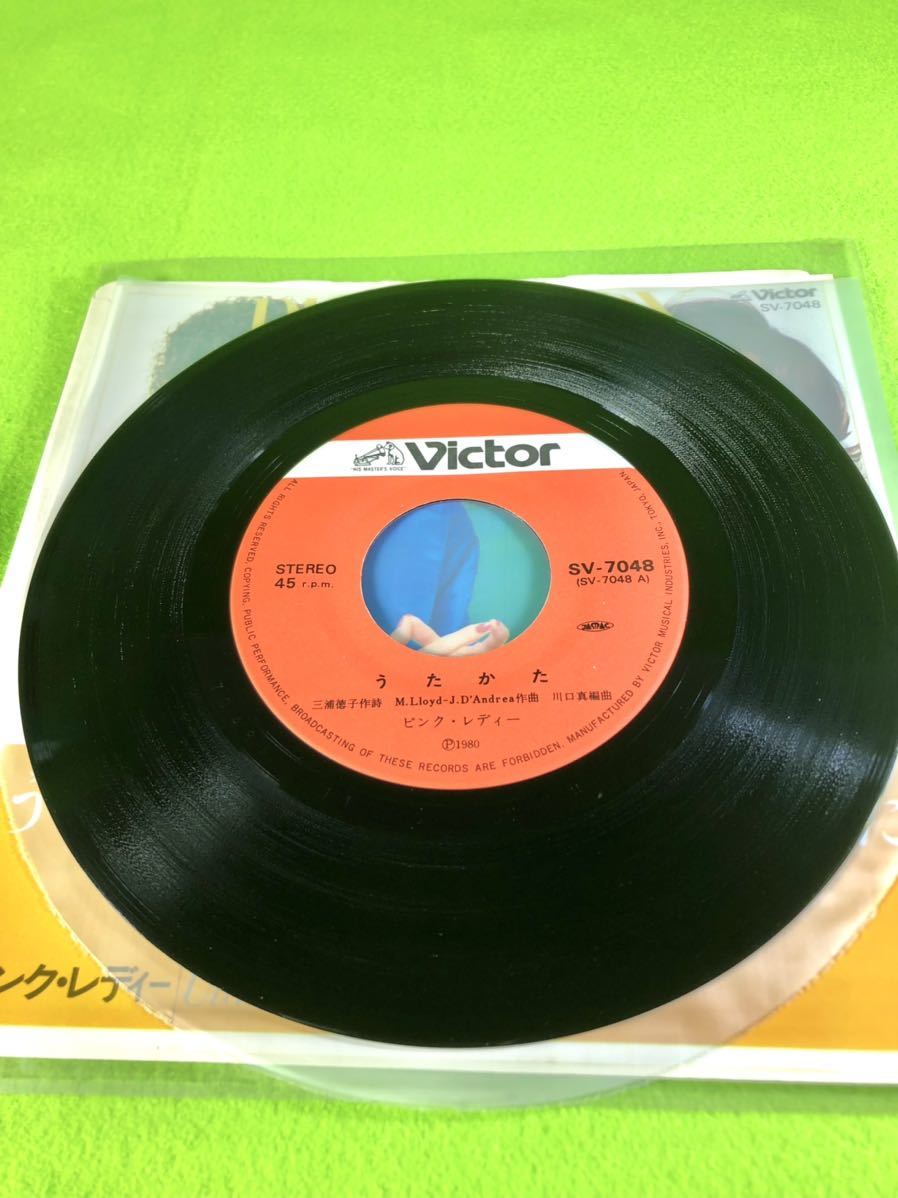 Victor
SV-7048
Victor
"HIS MASTER'S VOICE"
STEREO
45 r.p.m.
SV-7048
(SV-7048 A)
JASRAC
うたかた
三浦徳子作詩 M.Lloyd-J.D'Andrea作曲 川口真編曲
ピンク・レディー
Ⓟ1980
ALL RIGHTS RESERVED. COPYING, PUBLIC PERFORMANCE, BROADCASTING OF THESE RECORDS ARE FORBIDDEN. MANUFACTURED BY VICTOR MUSICAL INDUSTRIES, INC., TOKYO, JAPAN.
ンク・レディー